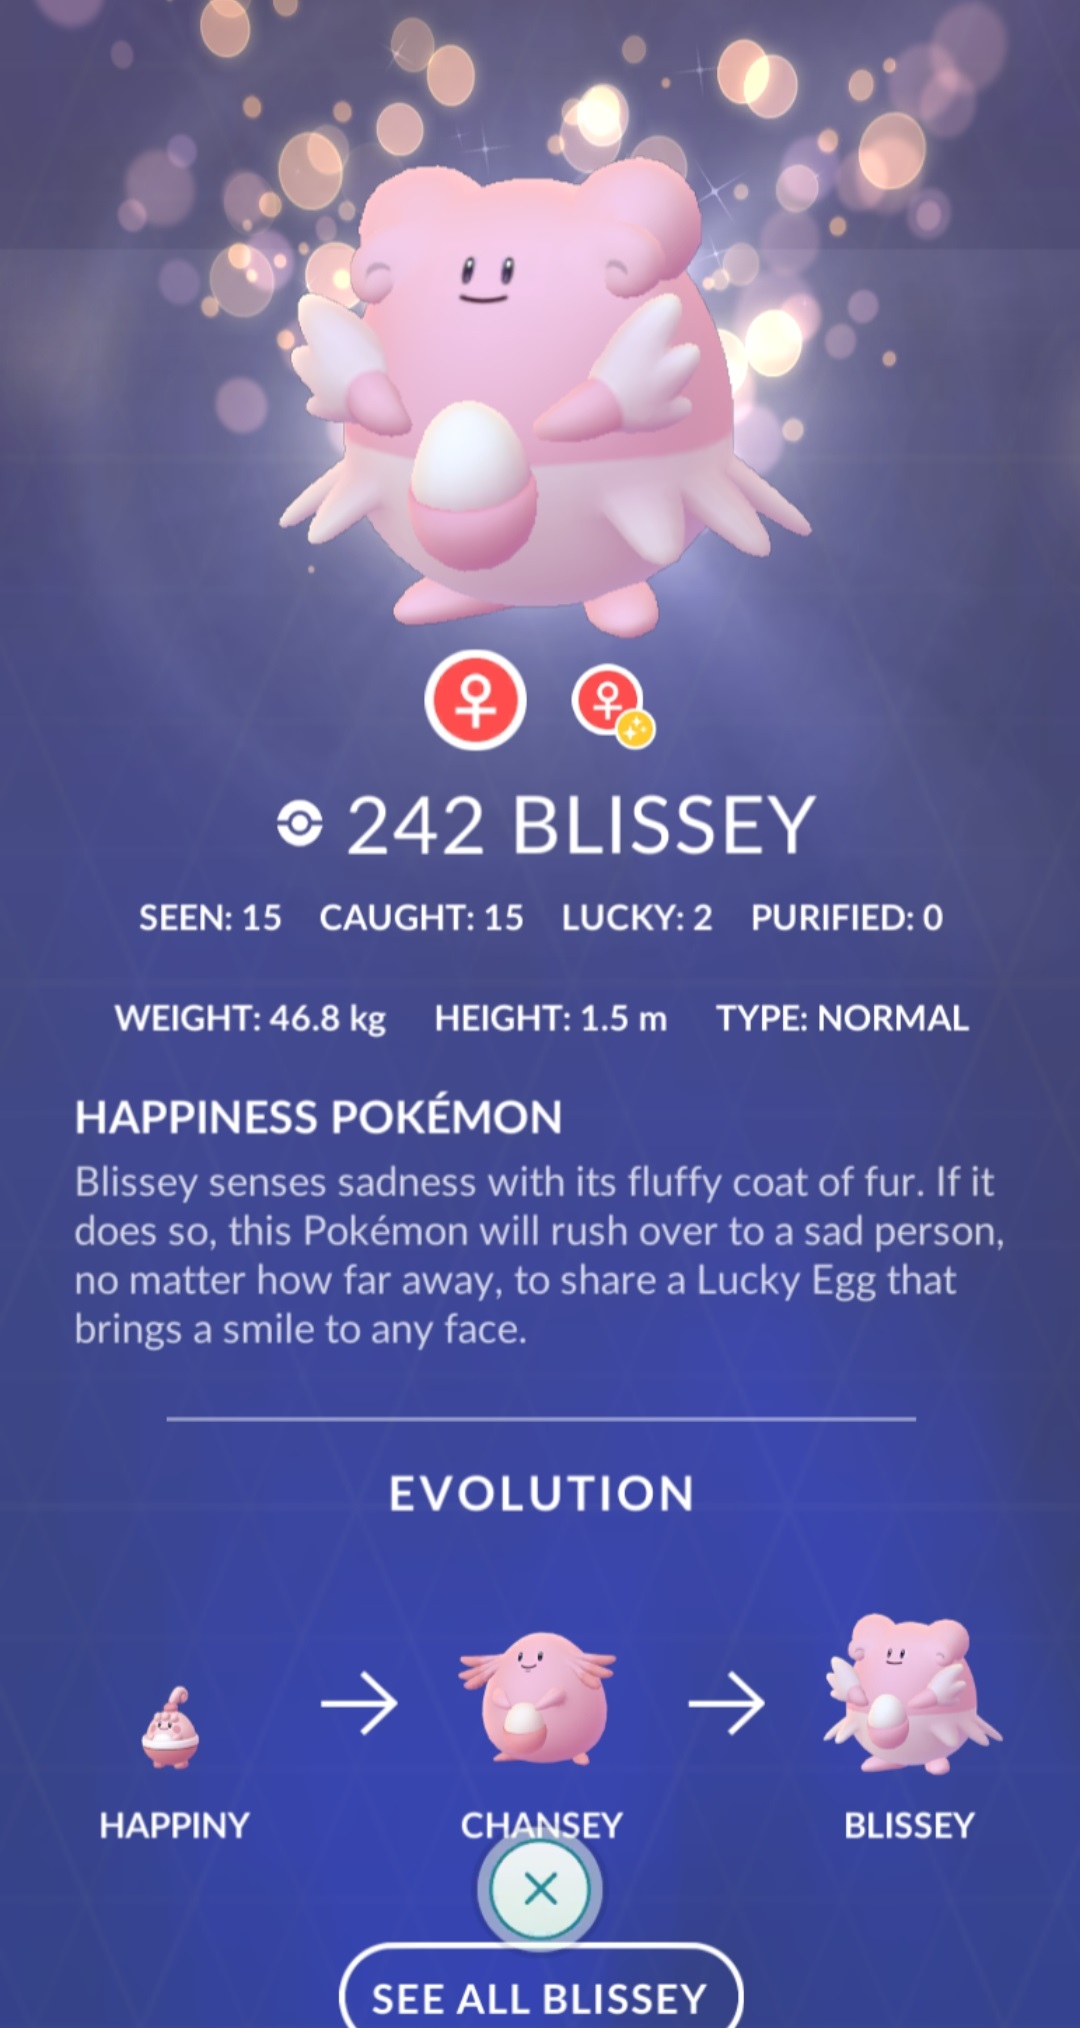 242 BLISSEY
SEEN: 15 CAUGHT: 15 LUCKY: 2 PURIFIED: 0
WEIGHT: 46.8 kg HEIGHT: 1.5 m TYPE: NORMAL
HAPPINESS POKÉMON
Blissey senses sadness with its fluffy coat of fur. If it
does so, this Pokémon will rush over to a sad person,
no matter how far away, to share a Lucky Egg that
brings a smile to any face.
EVOLUTION
HAPPINY CHANSEY BLISSEY
SEE ALL BLISSEY